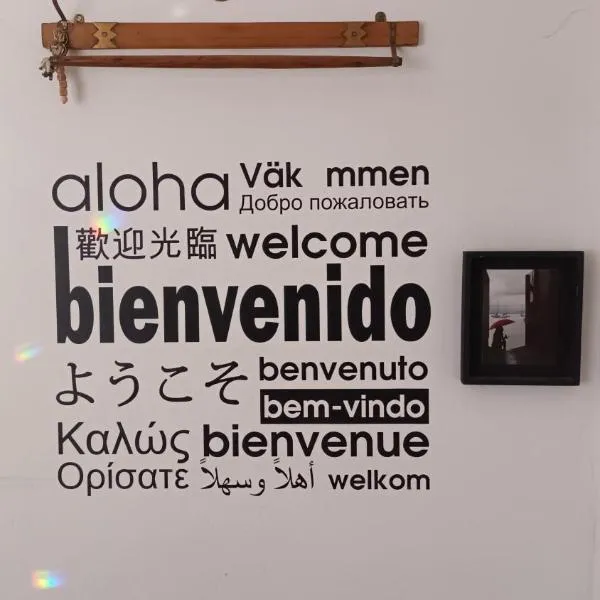 aloha Väk mmen
Добро пожаловать
歡迎光臨 welcome
bienvenido
ようこそ benvenuto
bem-vindo
Καλώς bienvenue
Ορίσατε أهلاً وسهلاً welkom